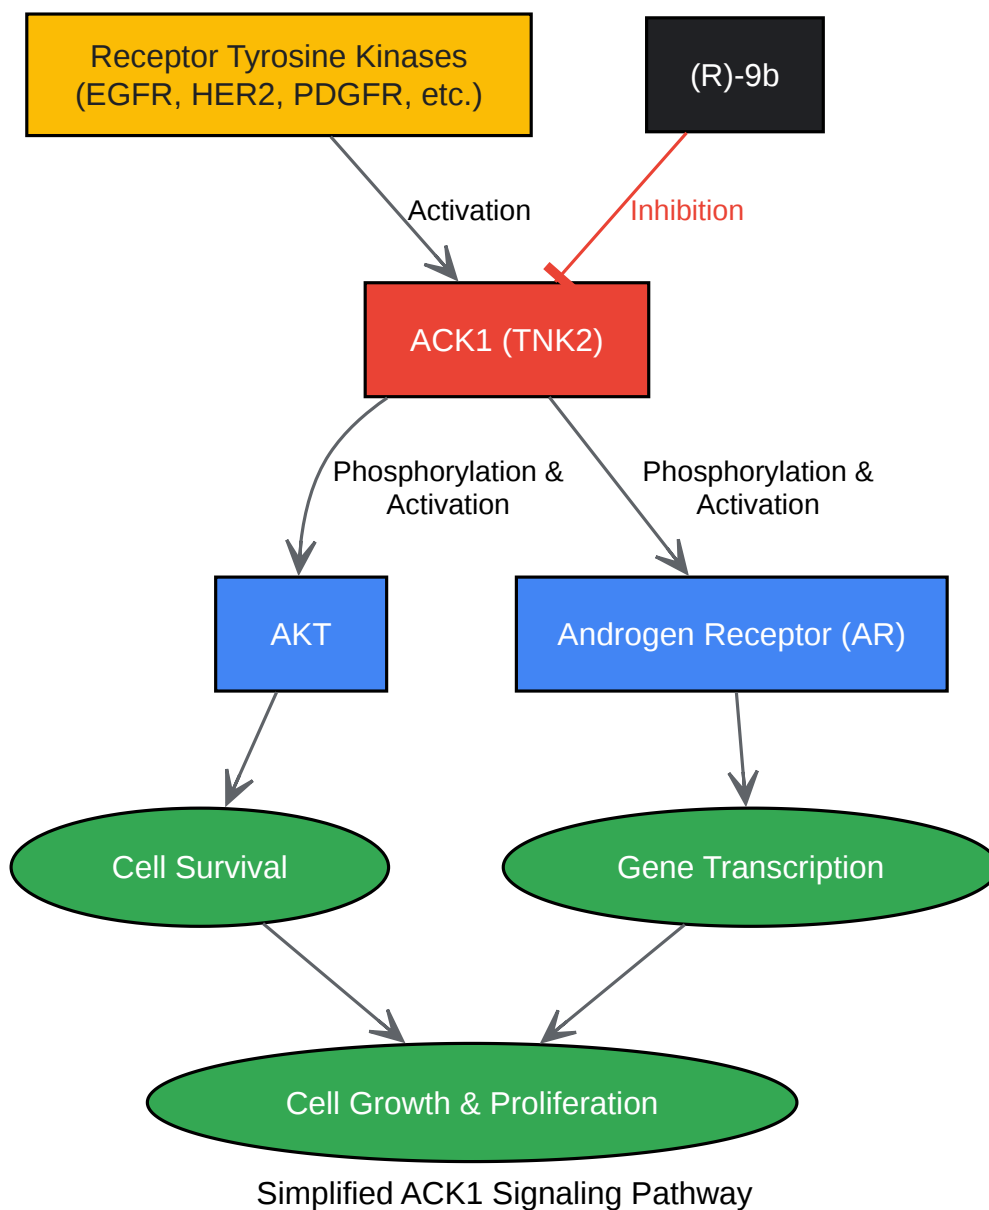 Receptor Tyrosine Kinases
(EGFR, HER2, PDGFR, etc.)
(R)-9b
Activation
Inhibition
ACK1 (TNK2)
Phosphorylation &
Activation
Phosphorylation &
Activation
AKT
Androgen Receptor (AR)
Cell Survival
Gene Transcription
Cell Growth & Proliferation
Simplified ACK1 Signaling Pathway